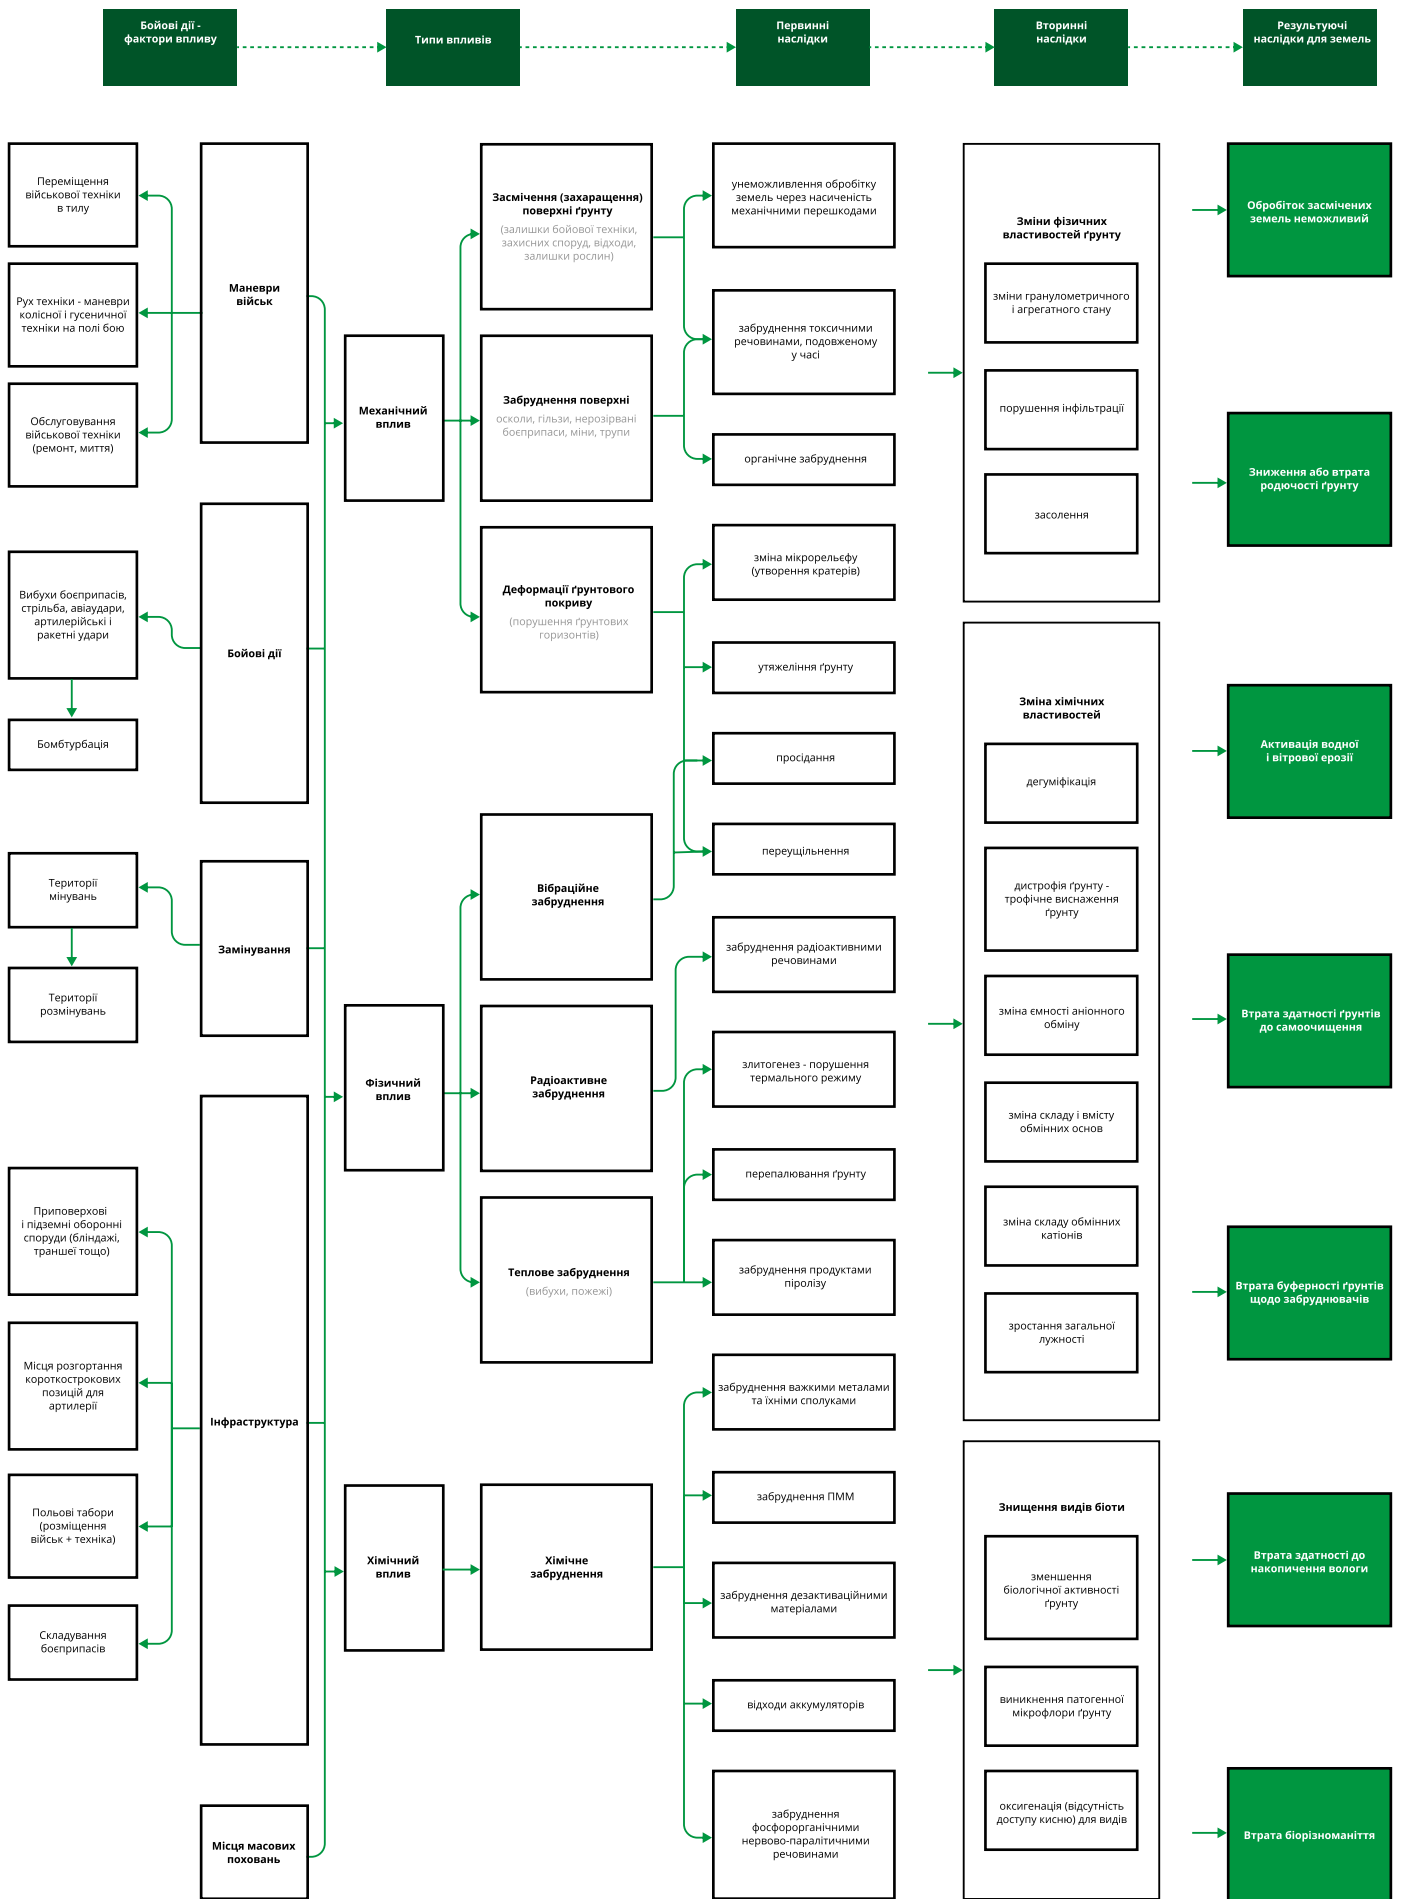 Бойові дії -
фактори впливу
Типи впливів
Первинні
наслідки
Вторинні
наслідки
Результуючі
наслідки для земель
Переміщення
військової техніки
в тилу
Рух техніки - маневри
колісної і гусеничної
техніки на полі бою
Обслуговування
військової техніки
(ремонт, миття)
Вибухи боєприпасів,
стрільба, авіаудари,
артилерійські і
ракетні удари
Бомбтурбація
Території
мінувань
Території
розмінувань
Приповерхові
і підземні оборонні
споруди (бліндажі,
траншеї тощо)
Місця розгортання
короткострокових
позицій для
артилерії
Польові табори
(розміщення
військ + техніка)
Складування
боєприпасів
Маневри
військ
Бойові дії
Замінування
Інфраструктура
Місця масових
поховань
Механічний
вплив
Фізичний
вплив
Хімічний
вплив
Засмічення (захаращення)
поверхні ґрунту
(залишки бойової техніки,
захисних споруд, відходи,
залишки рослин)
Забруднення поверхні
осколи, гільзи, нерозірвані
боєприпаси, міни, трупи
Деформації ґрунтового
покриву
(порушення ґрунтових
горизонтів)
Вібраційне
забруднення
Радіоактивне
забруднення
Теплове забруднення
(вибухи, пожежі)
Хімічне
забруднення
унеможливлення обробітку
земель через насиченість
механічними перешкодами
забруднення токсичними
речовинами, подовженому
у часі
органічне забруднення
зміна мікрорельєфу
(утворення кратерів)
утяжеління ґрунту
просідання
переущільнення
забруднення радіоактивними
речовинами
злитогенез - порушення
термального режиму
перепалювання ґрунту
забруднення продуктами
піролізу
забруднення важкими металами
та їхніми сполуками
забруднення ПММ
забруднення дезактиваційними
матеріалами
відходи аккумуляторів
забруднення
фосфорорганічними
нервово-паралітичними
речовинами
Зміни фізичних
властивостей ґрунту
зміни гранулометричного
і агрегатного стану
порушення інфільтрації
засолення
Зміна хімічних
властивостей
дегуміфікація
дистрофія ґрунту -
трофічне виснаження
ґрунту
зміна ємності аніонного
обміну
зміна складу і вмісту
обмінних основ
зміна складу обмінних
катіонів
зростання загальної
лужності
Знищення видів біоти
зменшення
біологічної активності
ґрунту
виникнення патогенної
мікрофлори ґрунту
оксигенація (відсутність
доступу кисню) для видів
Обробіток засмічених
земель неможливий
Зниження або втрата
родючості ґрунту
Активація водної
і вітрової ерозії
Втрата здатності ґрунтів
до самоочищення
Втрата буферності ґрунтів
щодо забруднювачів
Втрата здатності до
накопичення вологи
Втрата біорізноманіття